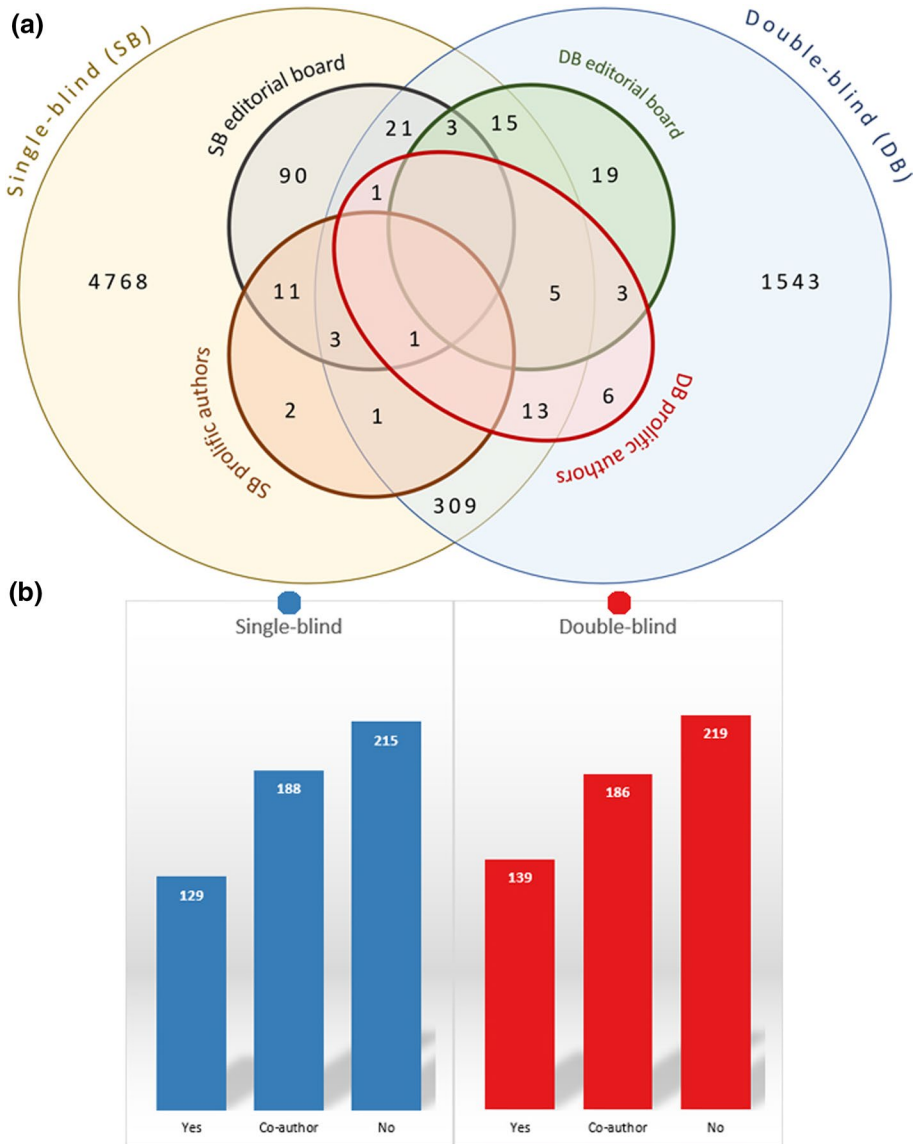 (a)
Single-blind (SB)
Double-blind (DB)
SB editorial board
DB editorial board
21 3 15
90 1 19
4768 11 5 3 1543
3 1
2 1 13 6
SB prolific authors
DB prolific authors
309
(b)
Single-blind Double-blind
129 188 215 139 186 219
Yes Co-author No Yes Co-author No